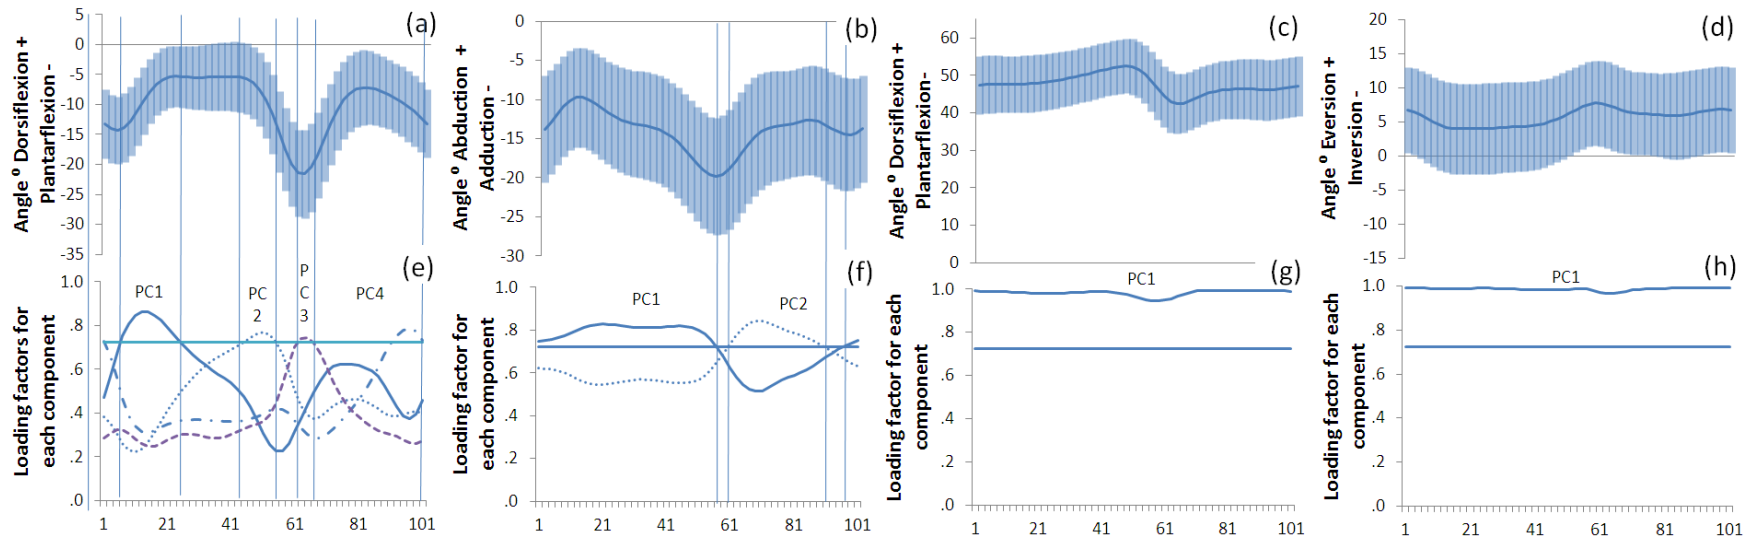 (a)
Angle º Dorsiflexion +
Plantarflexion -
5
0
-5
-10
-15
-20
-25
-30
-35
(b)
Angle º Abduction +
Adduction -
0
-10
-15
-20
-25
-30
(c)
Angle º Dorsiflexion +
Plantarflexion-
60
50
40
30
20
10
0
(d)
Angle º Eversion +
Inversion -
20
15
10
5
0
-5
-10
-15
(e)
Loading factors for
each component
1.0
.8
.6
.4
.2
.0
PC1
PC
2
P
C
3
PC4
1
21
41
61
81
101
(f)
Loading factor for
each component
1.0
.8
.6
.4
.2
.0
PC1
PC2
1
21
41
61
81
101
(g)
Loading factor for each
component
1.0
.8
.6
.4
.2
.0
PC1
1
21
41
61
81
101
(h)
Loading factor for each
component
1.0
.8
.6
.4
.2
.0
PC1
1
21
41
61
81
101